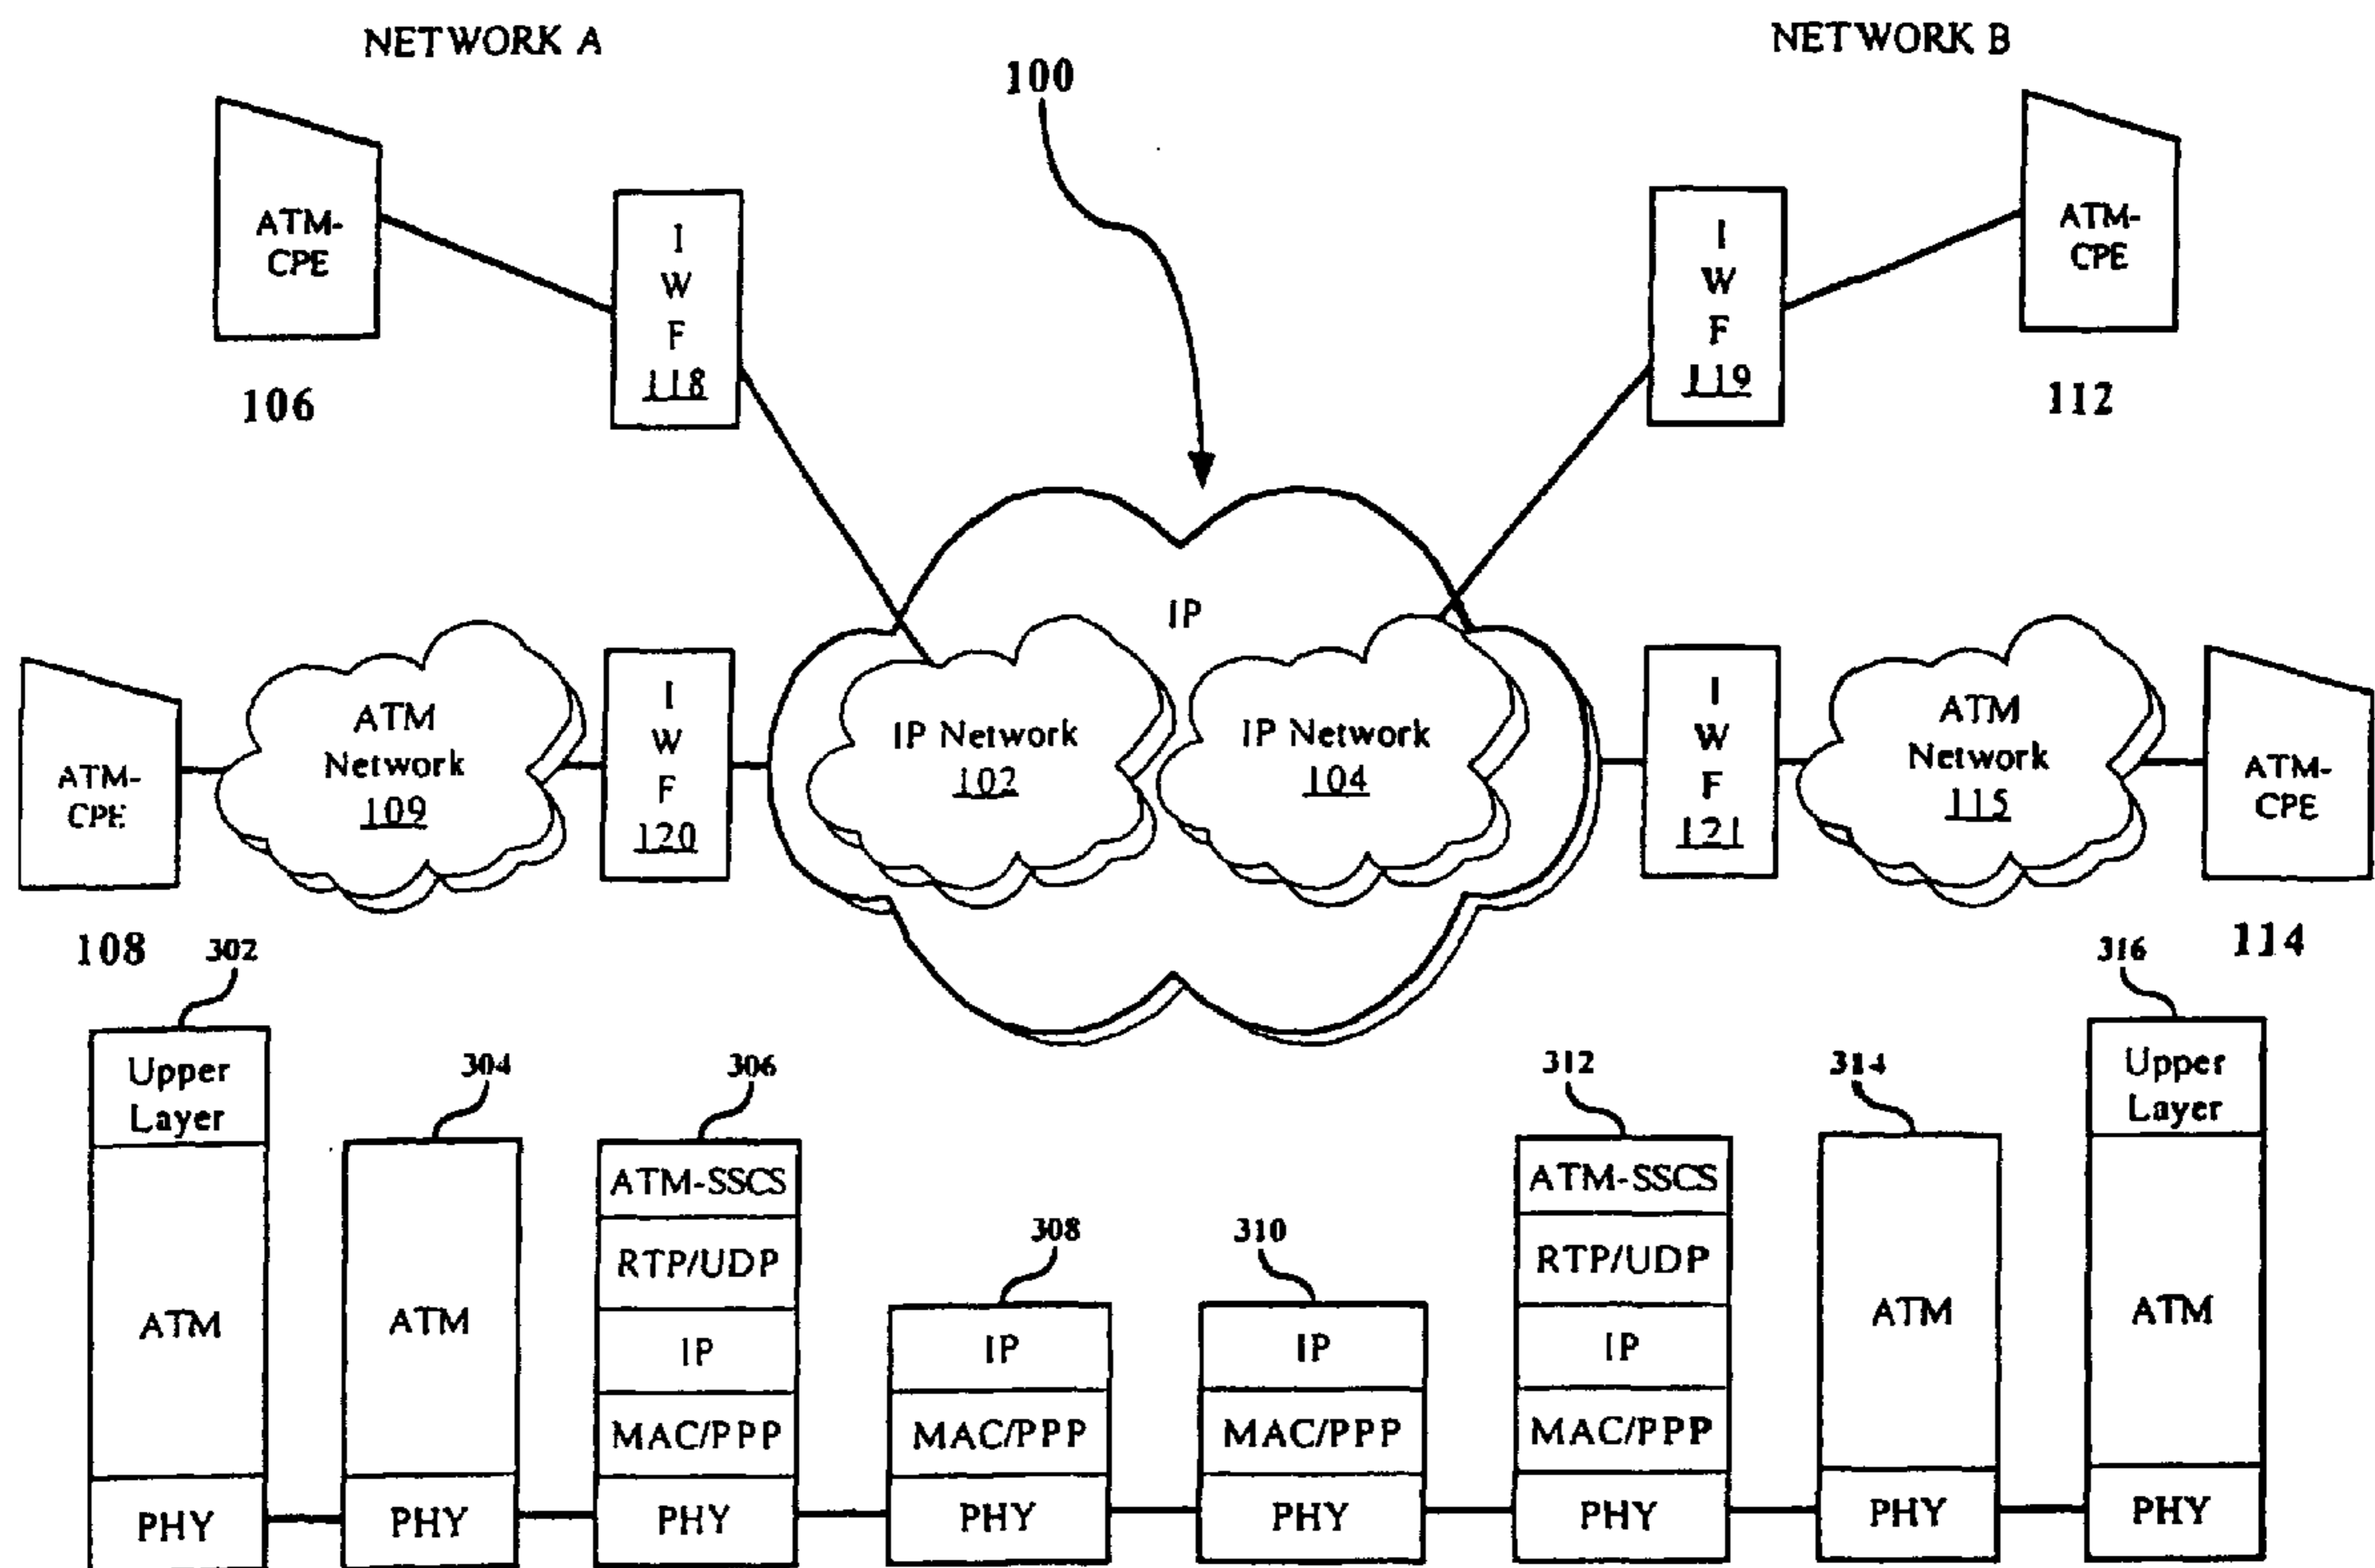 NETWORK A
NETWORK B
100
ATM-
CPE
106
I
W
F
118
I
W
F
119
ATM-
CPE
112
IP
ATM-
CPE
108
ATM
Network
109
I
W
F
120
IP Network
102
IP Network
104
I
W
F
121
ATM
Network
115
ATM-
CPE
114
302
Upper
Layer
ATM
PHY
304
ATM
PHY
306
ATM-SSCS
RTP/UDP
IP
MAC/PPP
PHY
308
IP
MAC/PPP
PHY
310
IP
MAC/PPP
PHY
312
ATM-SSCS
RTP/UDP
IP
MAC/PPP
PHY
314
ATM
PHY
316
Upper
Layer
ATM
PHY